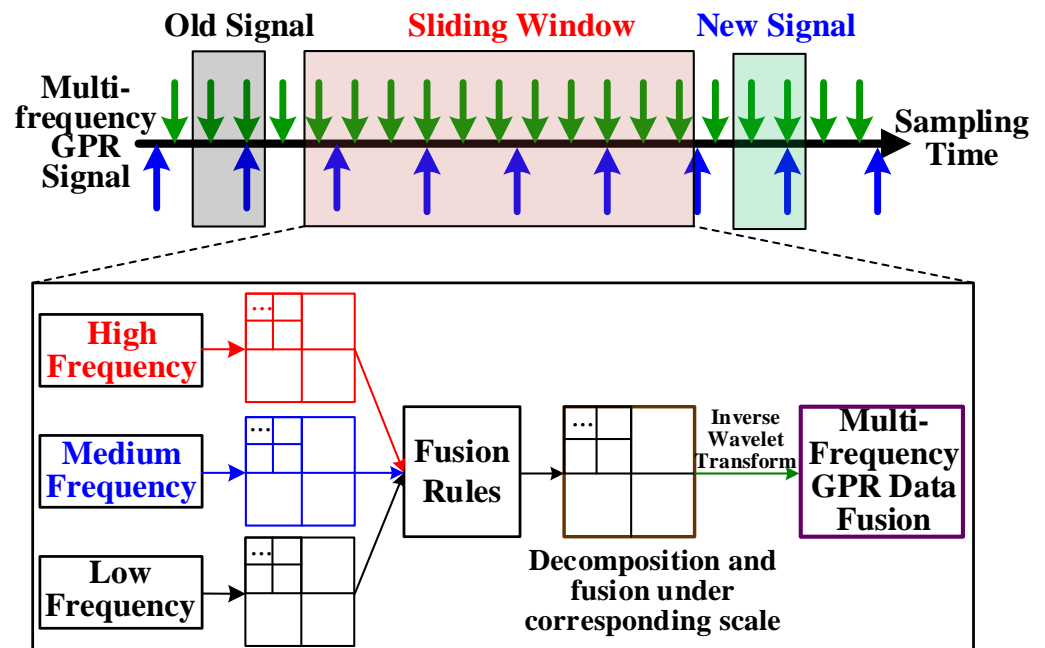 Old Signal
Sliding Window
New Signal
Multi-
frequency
GPR
Signal
Sampling
Time
...
High
Frequency
...
Medium
Frequency
...
Low
Frequency
Fusion
Rules
...
Inverse
Wavelet
Transform
Multi-
Frequency
GPR Data
Fusion
Decomposition and
fusion under
corresponding scale